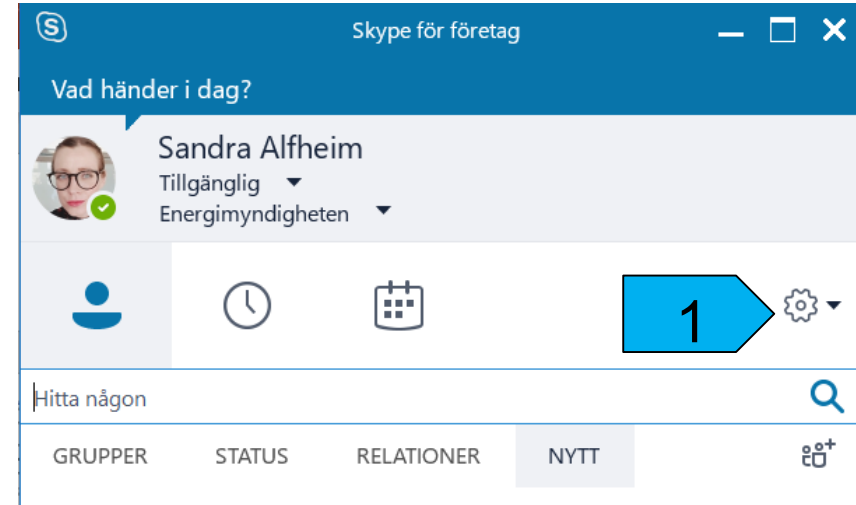 Skype för företag
Vad händer i dag?
Sandra Alfheim
Tillgänglig
Energimyndigheten
1
Hitta någon
GRUPPER STATUS RELATIONER NYTT